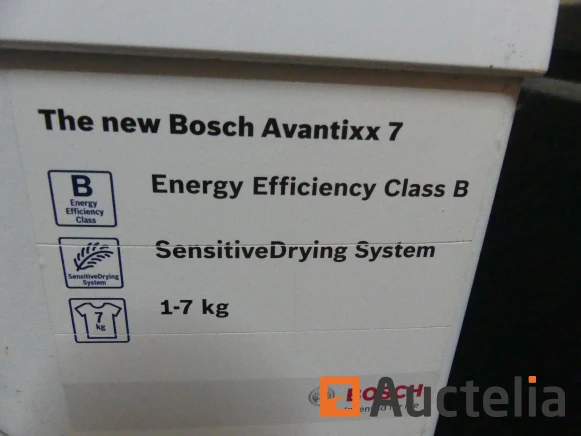 The new Bosch Avantixx 7
B
Energy
Efficiency
Class
Energy Efficiency Class B
SensitiveDrying
System
SensitiveDrying System
7
kg
1-7 kg
BOSCH
Auctelia